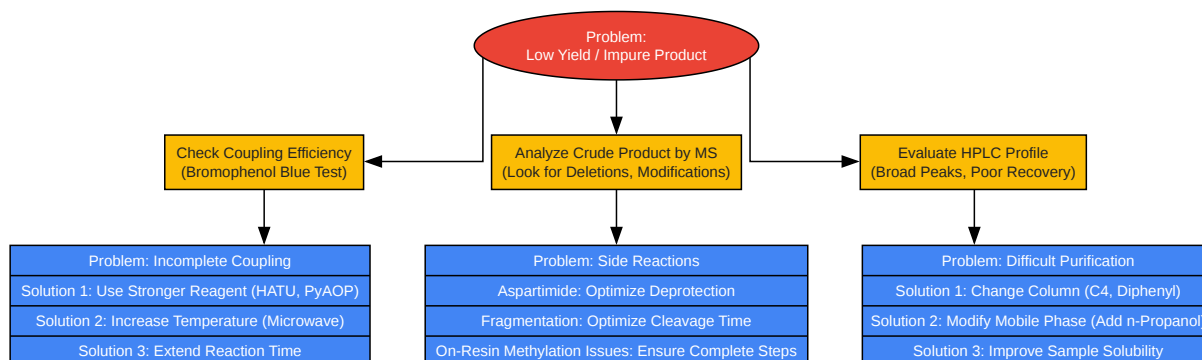 Problem:
Low Yield / Impure Product
Check Coupling Efficiency
(Bromophenol Blue Test)
Analyze Crude Product by MS
(Look for Deletions, Modifications)
Evaluate HPLC Profile
(Broad Peaks, Poor Recovery)
Problem: Incomplete Coupling
Solution 1: Use Stronger Reagent (HATU, PyAOP)
Solution 2: Increase Temperature (Microwave)
Solution 3: Extend Reaction Time
Problem: Side Reactions
Aspartimide: Optimize Deprotection
Fragmentation: Optimize Cleavage Time
On-Resin Methylation Issues: Ensure Complete Steps
Problem: Difficult Purification
Solution 1: Change Column (C4, Diphenyl)
Solution 2: Modify Mobile Phase (Add n-Propanol)
Solution 3: Improve Sample Solubility